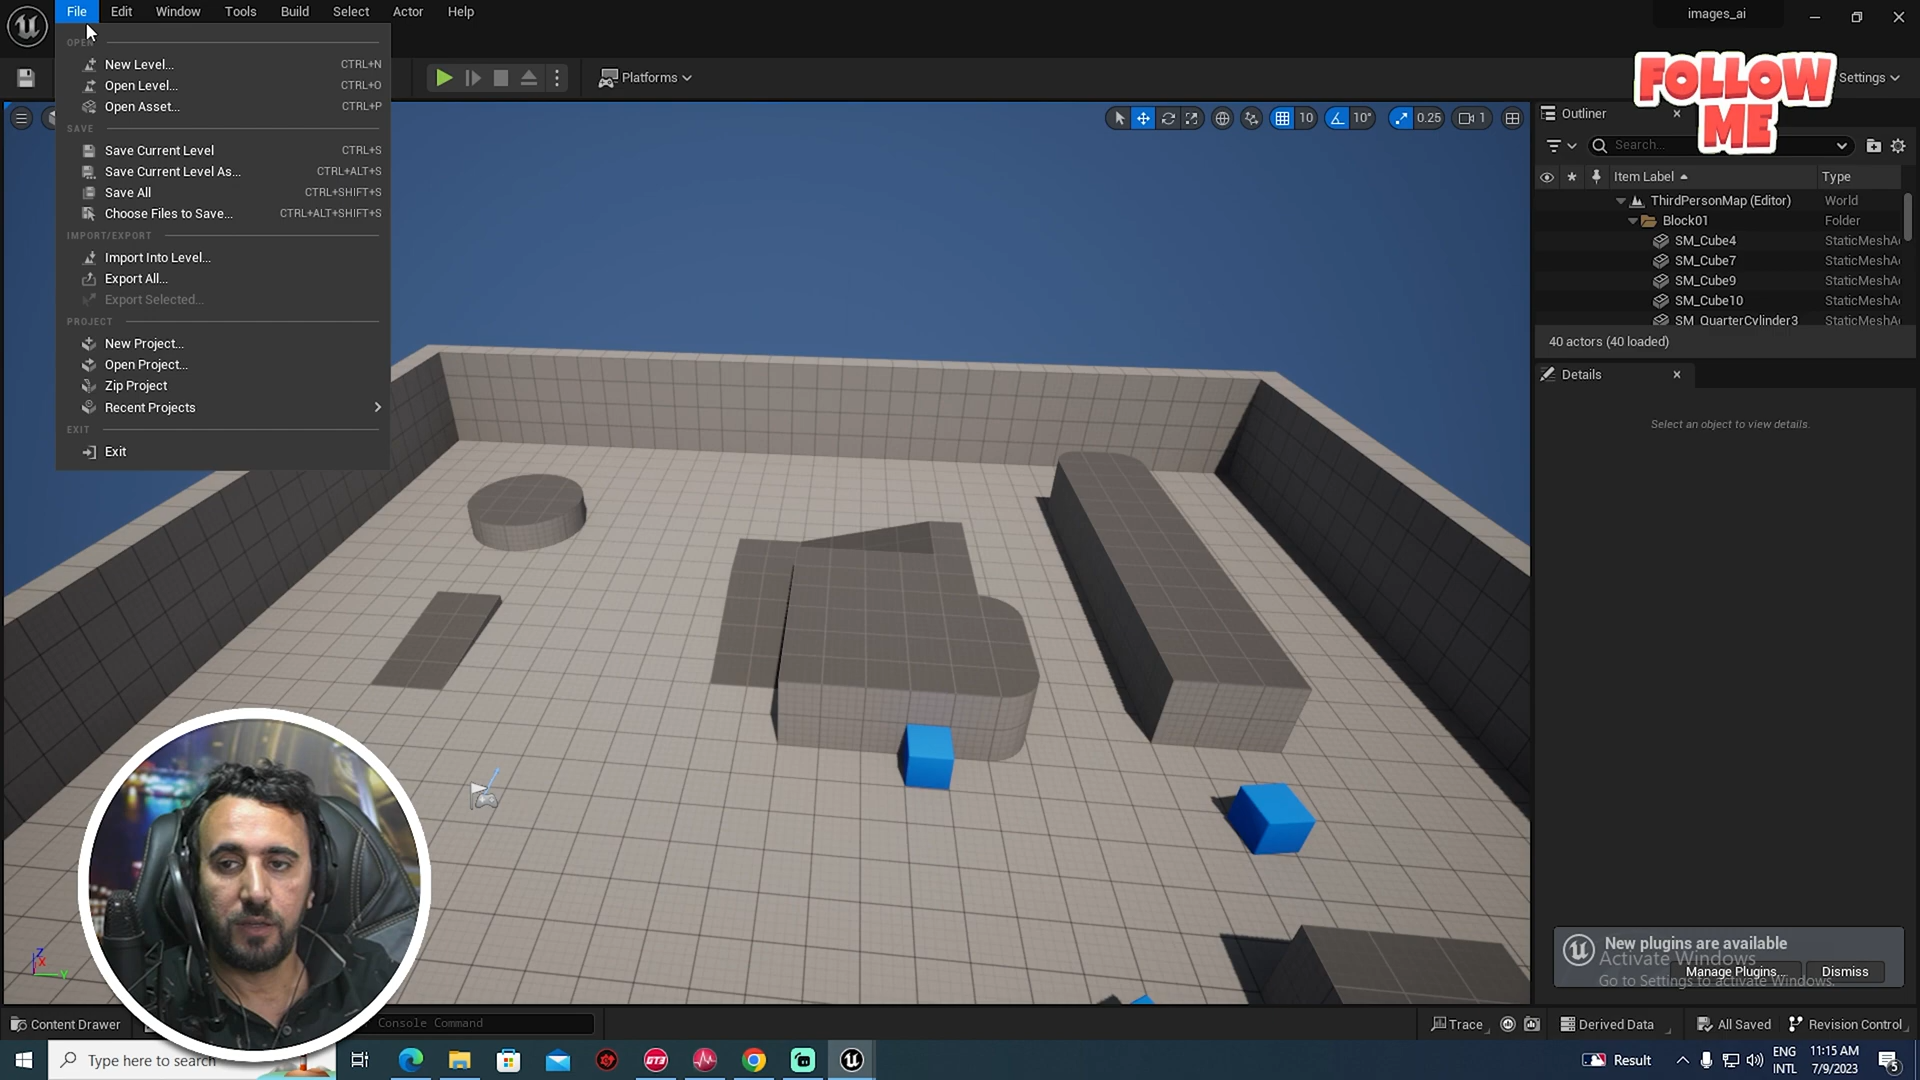 File Edit Window Tools Build Select Actor Help
images_ai
OPEN
New Level... CTRL+N
Open Level... CTRL+O
Open Asset... CTRL+P
SAVE
Save Current Level CTRL+S
Save Current Level As... CTRL+ALT+S
Save All CTRL+SHIFT+S
Choose Files to Save... CTRL+ALT+SHIFT+S
IMPORT/EXPORT
Import Into Level...
Export All...
Export Selected...
PROJECT
New Project...
Open Project...
Zip Project
Recent Projects
EXIT
Exit
Platforms
Settings
FOLLOW
ME
10 10° 0.25 1
Outliner
Search...
Item Label Type
ThirdPersonMap (Editor) World
Block01 Folder
SM_Cube4 StaticMeshA
SM_Cube7 StaticMeshA
SM_Cube9 StaticMeshA
SM_Cube10 StaticMeshA
SM_QuarterCylinder3 StaticMeshA
40 actors (40 loaded)
Details
Select an object to view details.
New plugins are available
Activate Windows
Manage Plugins... Dismiss
Go to Settings to activate Windows.
Z
X
Y
Content Drawer
Console Command
Trace
Derived Data
All Saved
Revision Control
Type here to search
GT3
Result
ENG
INTL
11:15 AM
7/9/2023
5